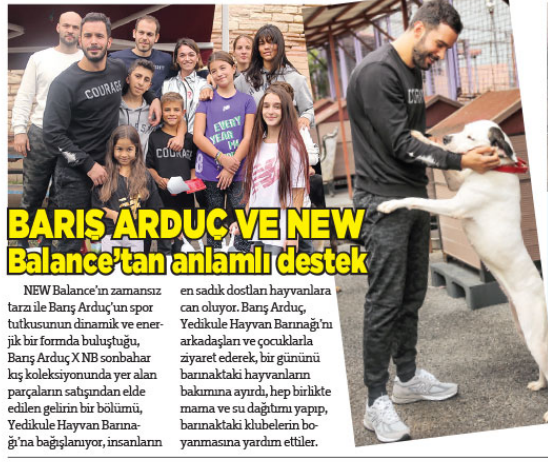 COURAGE
COURAGE
EVERY
YEAR
COURAGE
BARIŞ ARDUÇ VE NEW
Balance'tan anlamlı destek
NEW Balance'ın zamansız
tarzı ile Barış Arduç'un spor
tutkusunun dinamik ve ener-
jik bir formda buluştuğu,
Barış Arduç X NB sonbahar
kış koleksiyonunda yer alan
parçaların satışından elde
edilen gelirin bir bölümü,
Yedikule Hayvan Barına-
ğı'na bağışlanıyor, insanların
en sadık dostları hayvanlara
can oluyor. Barış Arduç,
Yedikule Hayvan Barınağı'nı
arkadaşları ve çocuklarla
ziyaret ederek, bir gününü
barınaktaki hayvanların
bakımına ayırdı, hep birlikte
mama ve su dağıtımı yapıp,
barınaktaki klubelerin bo-
yanmasına yardım ettiler.